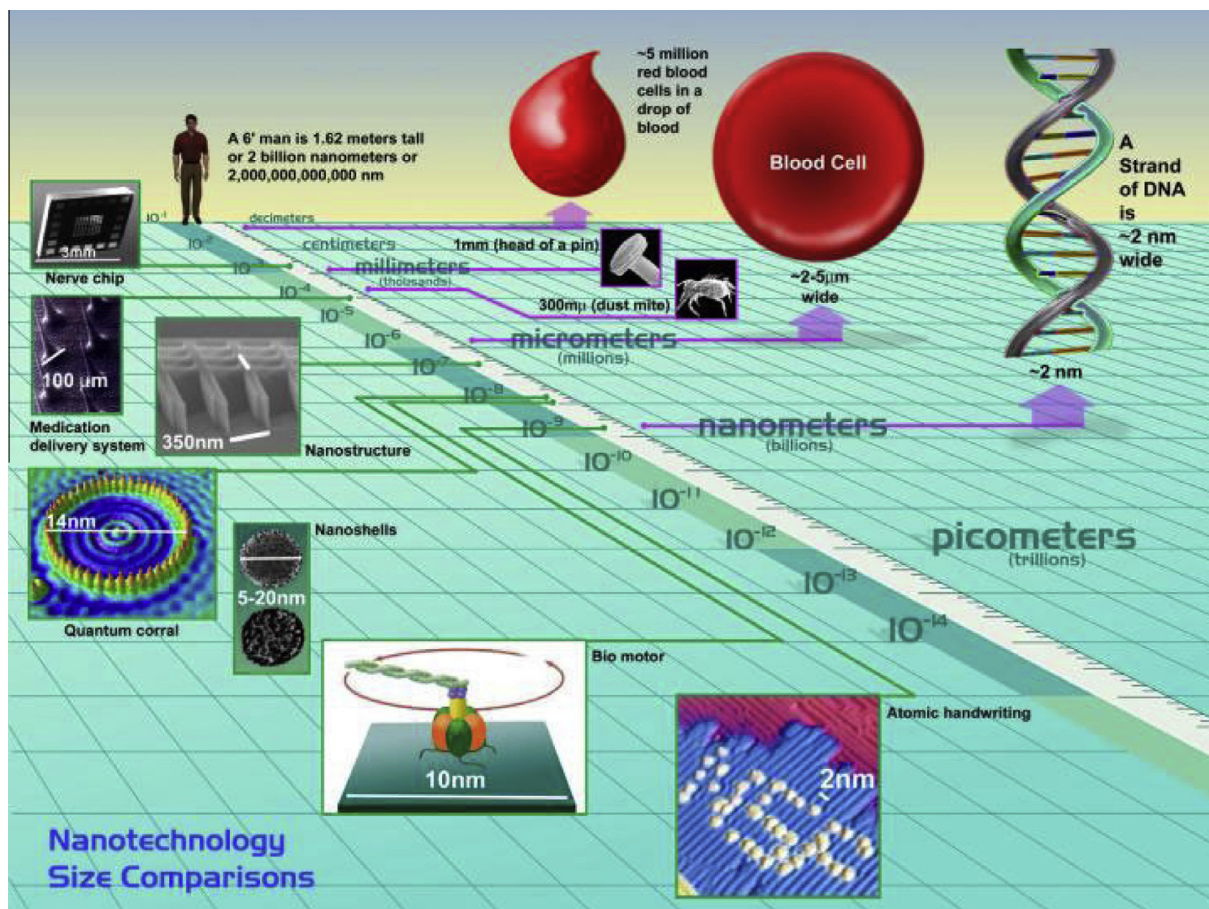 ~5 million
red blood
cells in a
drop of
blood
A 6' man is 1.62 meters tall
or 2 billion nanometers or
2,000,000,000,000 nm
Blood Cell
A
Strand
of DNA
is
~2 nm
wide
3mm
Nerve chip
10-1
decimeters
10-2
centimeters
1mm (head of a pin)
10-3
millimeters
(thousands)
~2-5µm
wide
10-4
300mµ (dust mite)
10-5
10-6
micrometers
(millions)
100 µm
Medication
delivery system
350nm
Nanostructure
10-7
~2 nm
10-8
10-9
nanometers
(billions)
10-10
10-11
14nm
Quantum corral
Nanoshells
5-20nm
10-12
picometers
(trillions)
10-13
10-14
Bio motor
10nm
Atomic handwriting
2nm
Nanotechnology
Size Comparisons